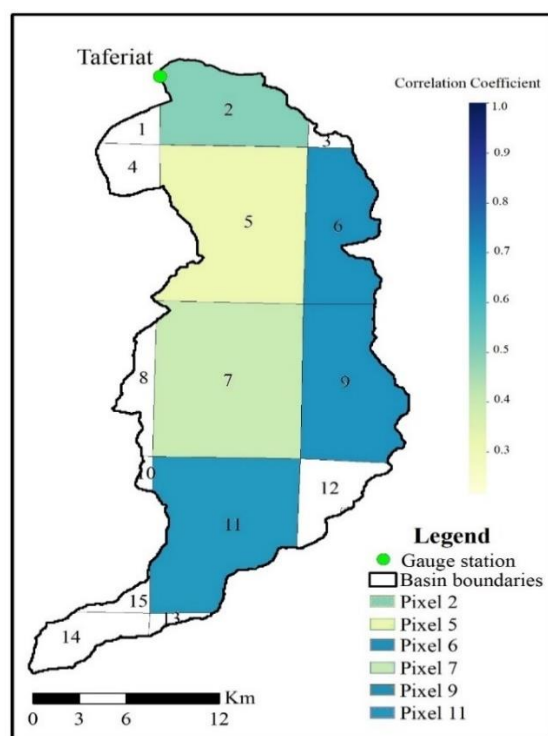 Taferiat
Correlation Coefficient
1.0
0.9
0.8
0.7
0.6
0.5
0.4
0.3
1
2
3
4
5
6
7
8
9
10
11
12
13
14
15
Legend
Gauge station
Basin boundaries
Pixel 2
Pixel 5
Pixel 6
Pixel 7
Pixel 9
Pixel 11
Km
0 3 6 12